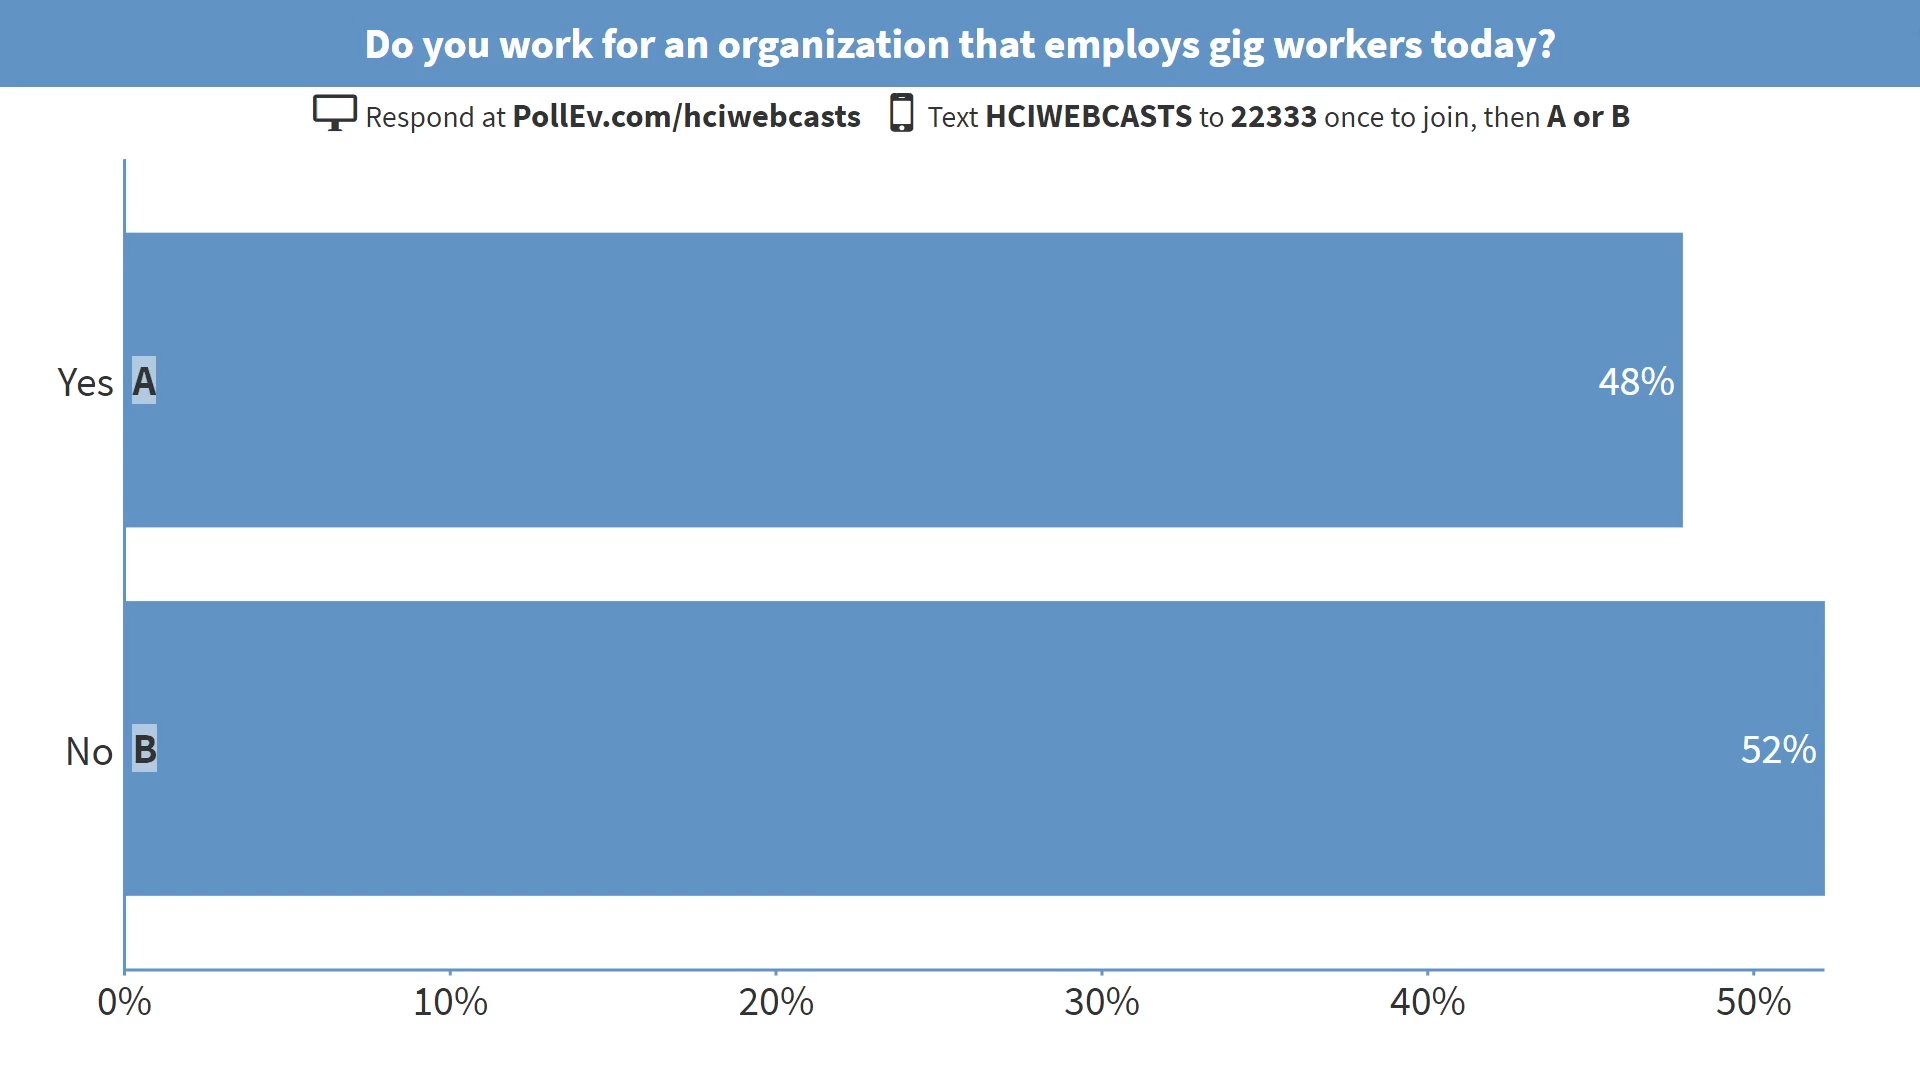 Do you work for an organization that employs gig workers today?
Respond at PollEv.com/hciwebcasts Text HCIWEBCASTS to 22333 once to join, then A or B
Yes A 48%
No B 52%
0% 10% 20% 30% 40% 50%